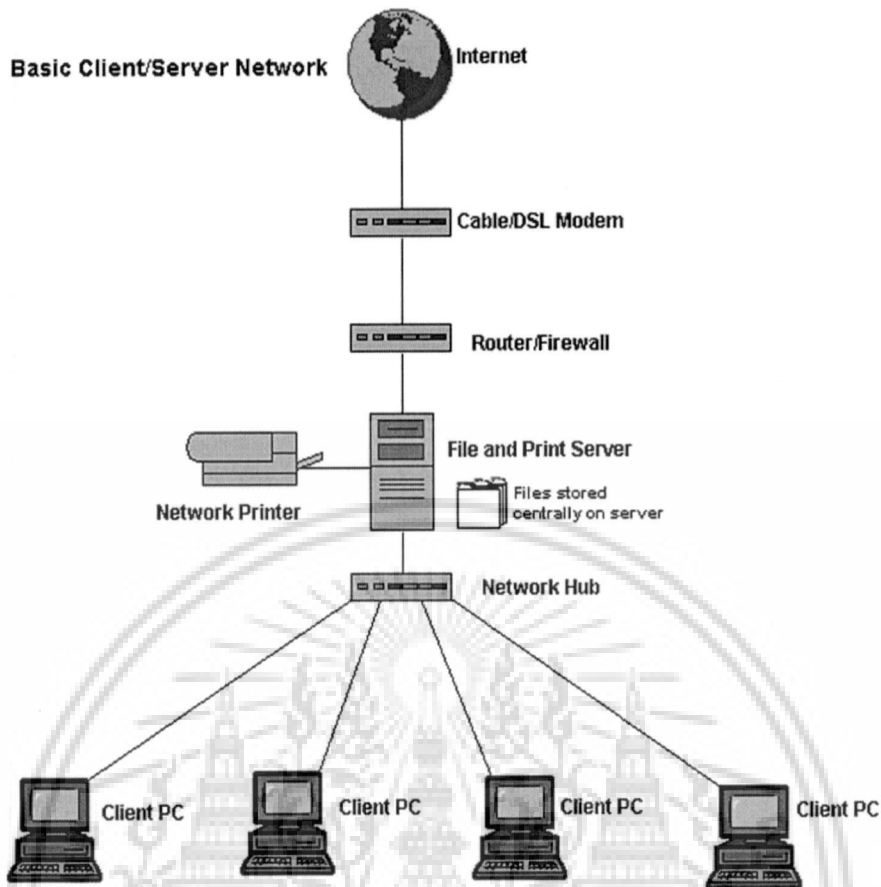 Internet
Basic Client/Server Network
Cable/DSL Modem
Router/Firewall
File and Print Server
Files stored
centrally on server
Network Printer
Network Hub
Client PC
Client PC
Client PC
Client PC